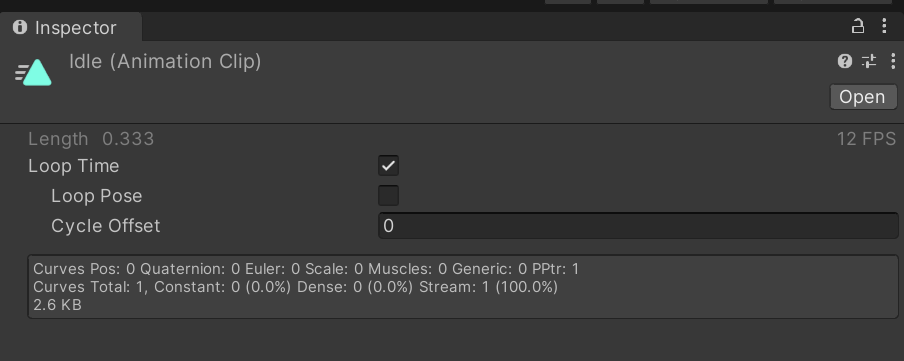 Inspector
Idle (Animation Clip)
Open
Length 0.333 12 FPS
Loop Time
Loop Pose
Cycle Offset 0
Curves Pos: 0 Quaternion: 0 Euler: 0 Scale: 0 Muscles: 0 Generic: 0 PPtr: 1
Curves Total: 1, Constant: 0 (0.0%) Dense: 0 (0.0%) Stream: 1 (100.0%)
2.6 KB